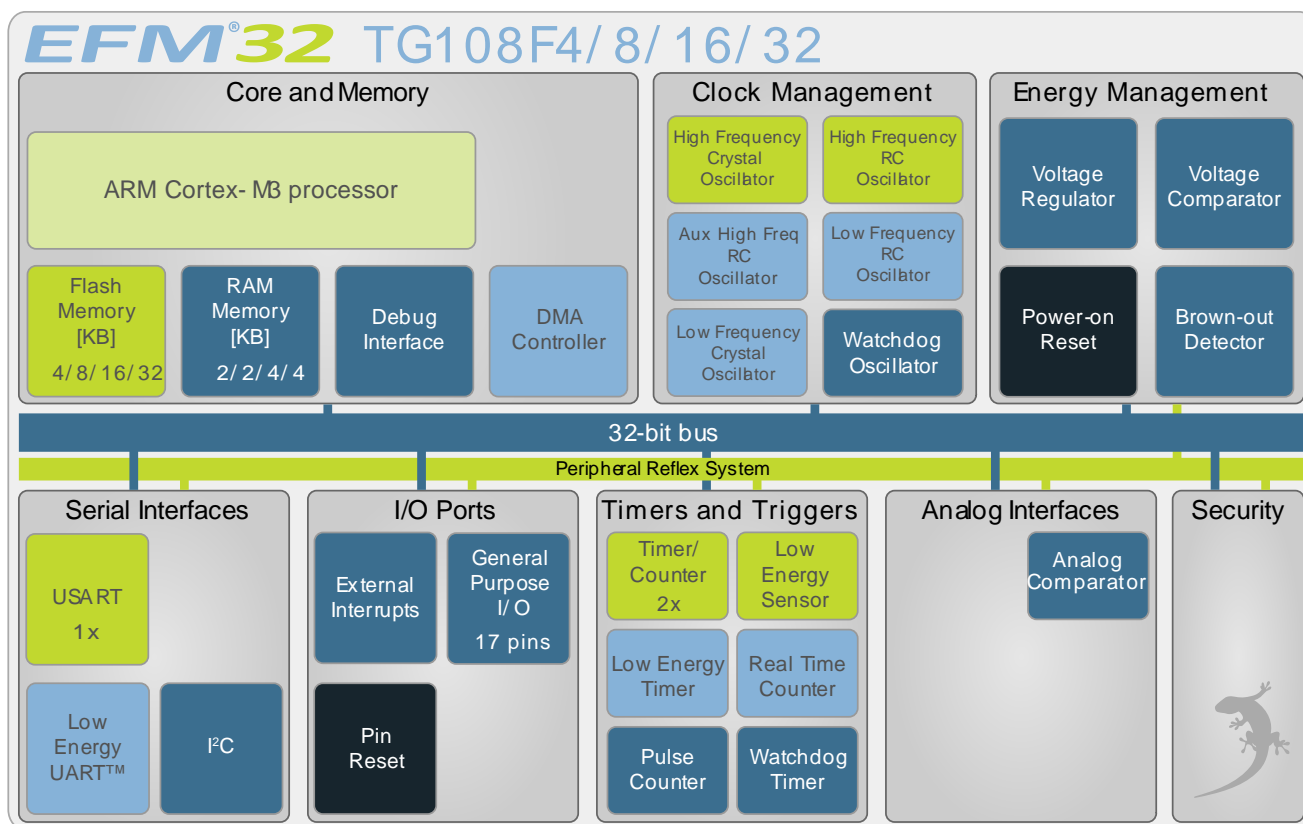 EFM®32 TG108F4/8/16/32
Core and Memory
ARM Cortex-M3 processor
Flash
Memory
[KB]
4/8/16/32
RAM
Memory
[KB]
2/2/4/4
Debug
Interface
DMA
Controller
Clock Management
High Frequency
Crystal
Oscillator
High Frequency
RC
Oscillator
Aux High Freq
RC
Oscillator
Low Frequency
RC
Oscillator
Low Frequency
Crystal
Oscillator
Watchdog
Oscillator
Energy Management
Voltage
Regulator
Voltage
Comparator
Power-on
Reset
Brown-out
Detector
32-bit bus
Peripheral Reflex System
Serial Interfaces
USART
1x
Low
Energy
UART™
I²C
I/O Ports
External
Interrupts
General
Purpose
I/O
17 pins
Pin
Reset
Timers and Triggers
Timer/
Counter
2x
Low
Energy
Sensor
Low Energy
Timer
Real Time
Counter
Pulse
Counter
Watchdog
Timer
Analog Interfaces
Analog
Comparator
Security